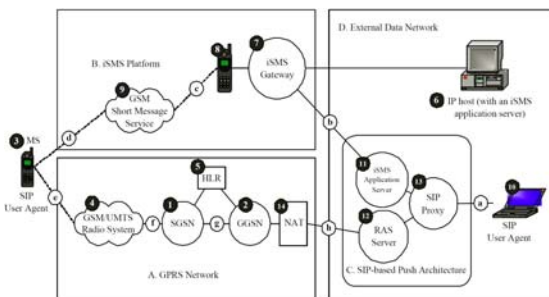 D. External Data Network
B. iSMS Platform
8
7
iSMS
Gateway
9
GSM
Short Message
Service
c
d
b
6 IP host (with an iSMS
application server)
3 MS
SIP
User Agent
e
5
HLR
4
GSM/UMTS
Radio System
f
1
SGSN
g
2
GGSN
14
NAT
h
A. GPRS Network
11
iSMS
Application
Server
13
SIP
Proxy
12
RAS
Server
C. SIP-based Push Architecture
a
10
SIP
User Agent